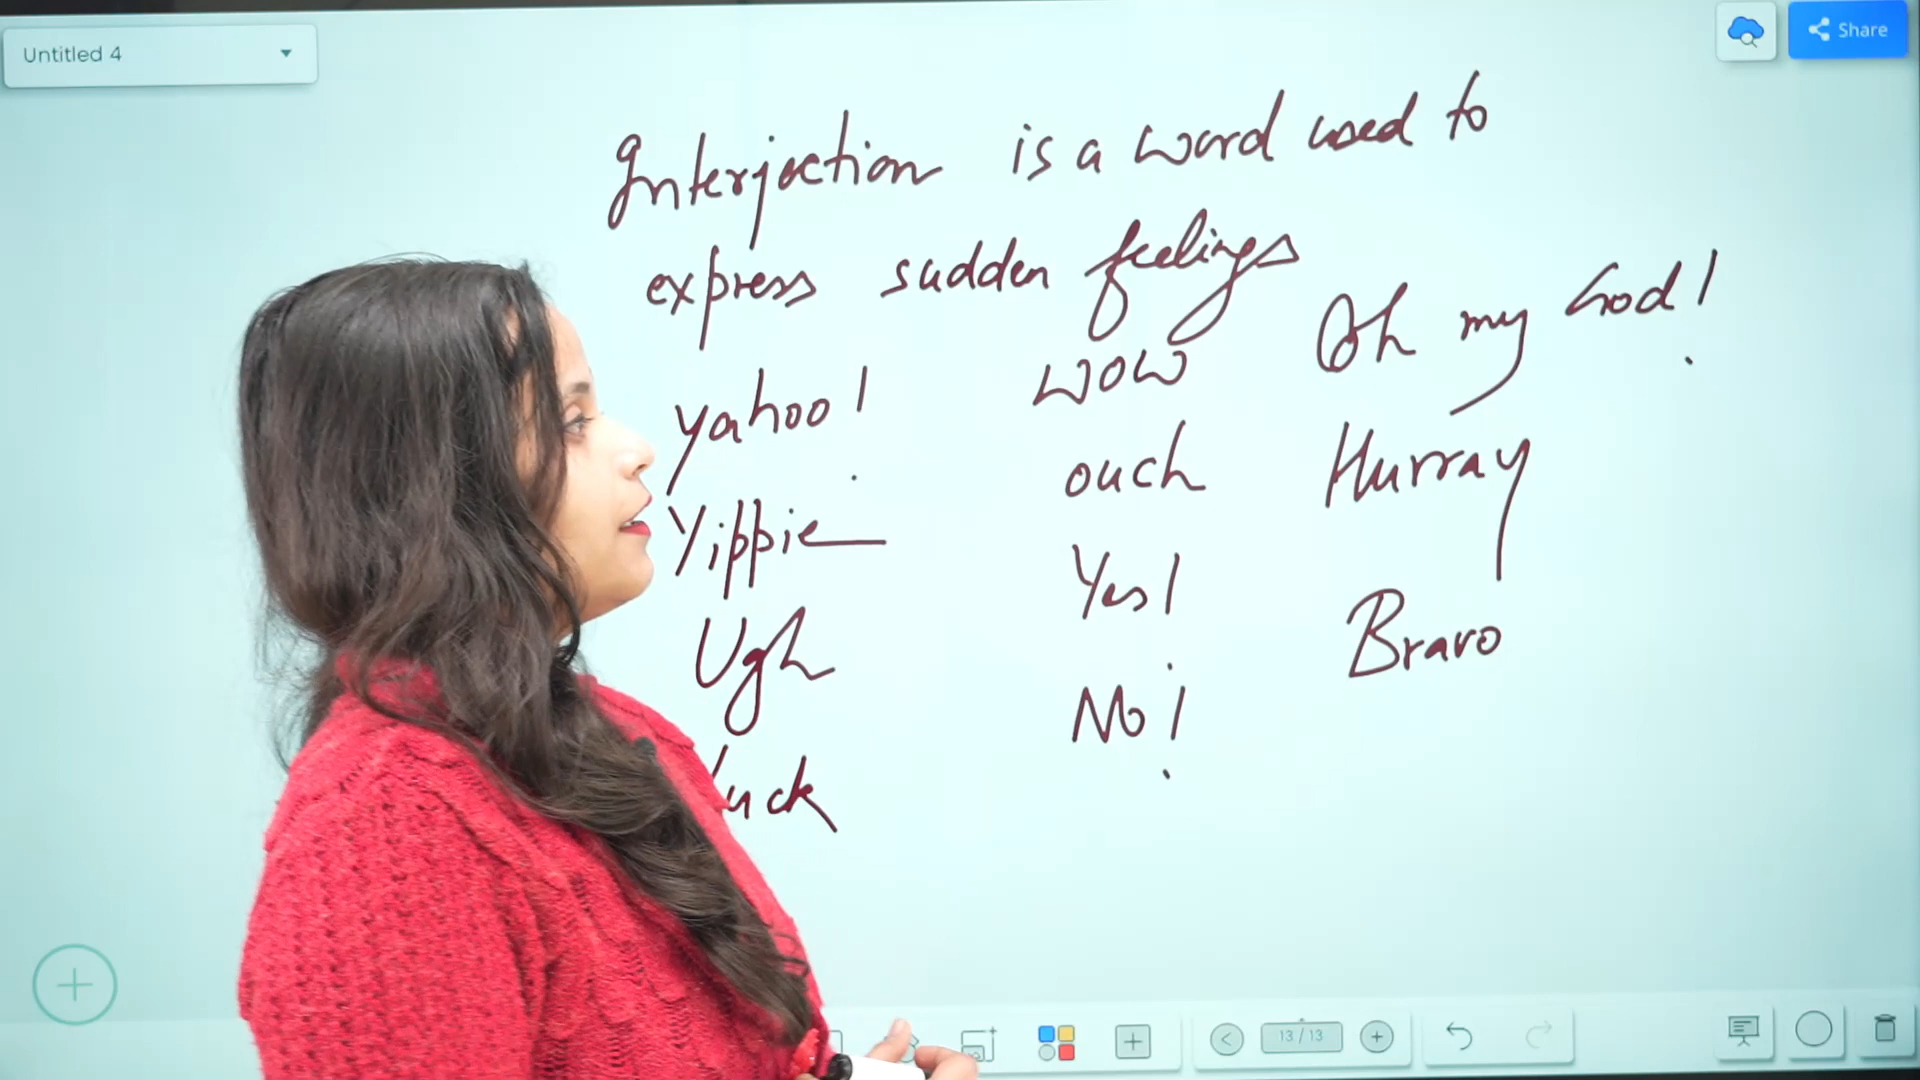 Untitled 4
Share
Interjection is a word used to
express sudden feelings
yahoo!
wow
Oh my God!
Yippie
ouch
Hurray
Ugh
Yes!
Bravo
No!
13/13